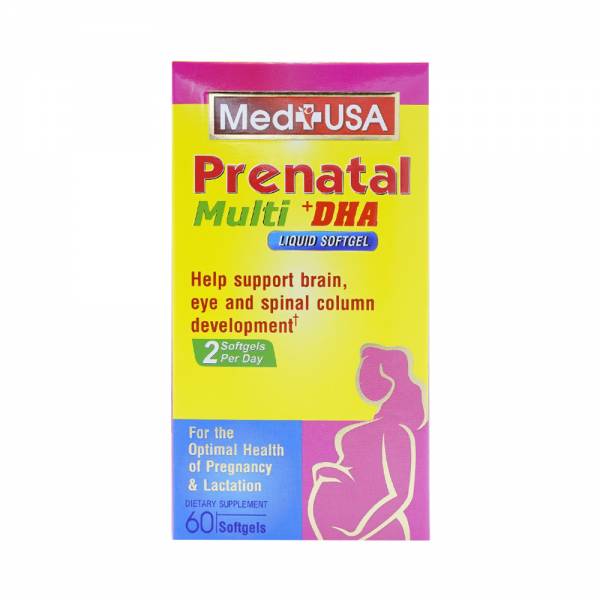 Med USA
Prenatal
Multi +DHA
LIQUID SOFTGEL
Help support brain,
eye and spinal column
development†
2 Softgels
Per Day
For the
Optimal Health
of Pregnancy
& Lactation
DIETARY SUPPLEMENT
60 Softgels